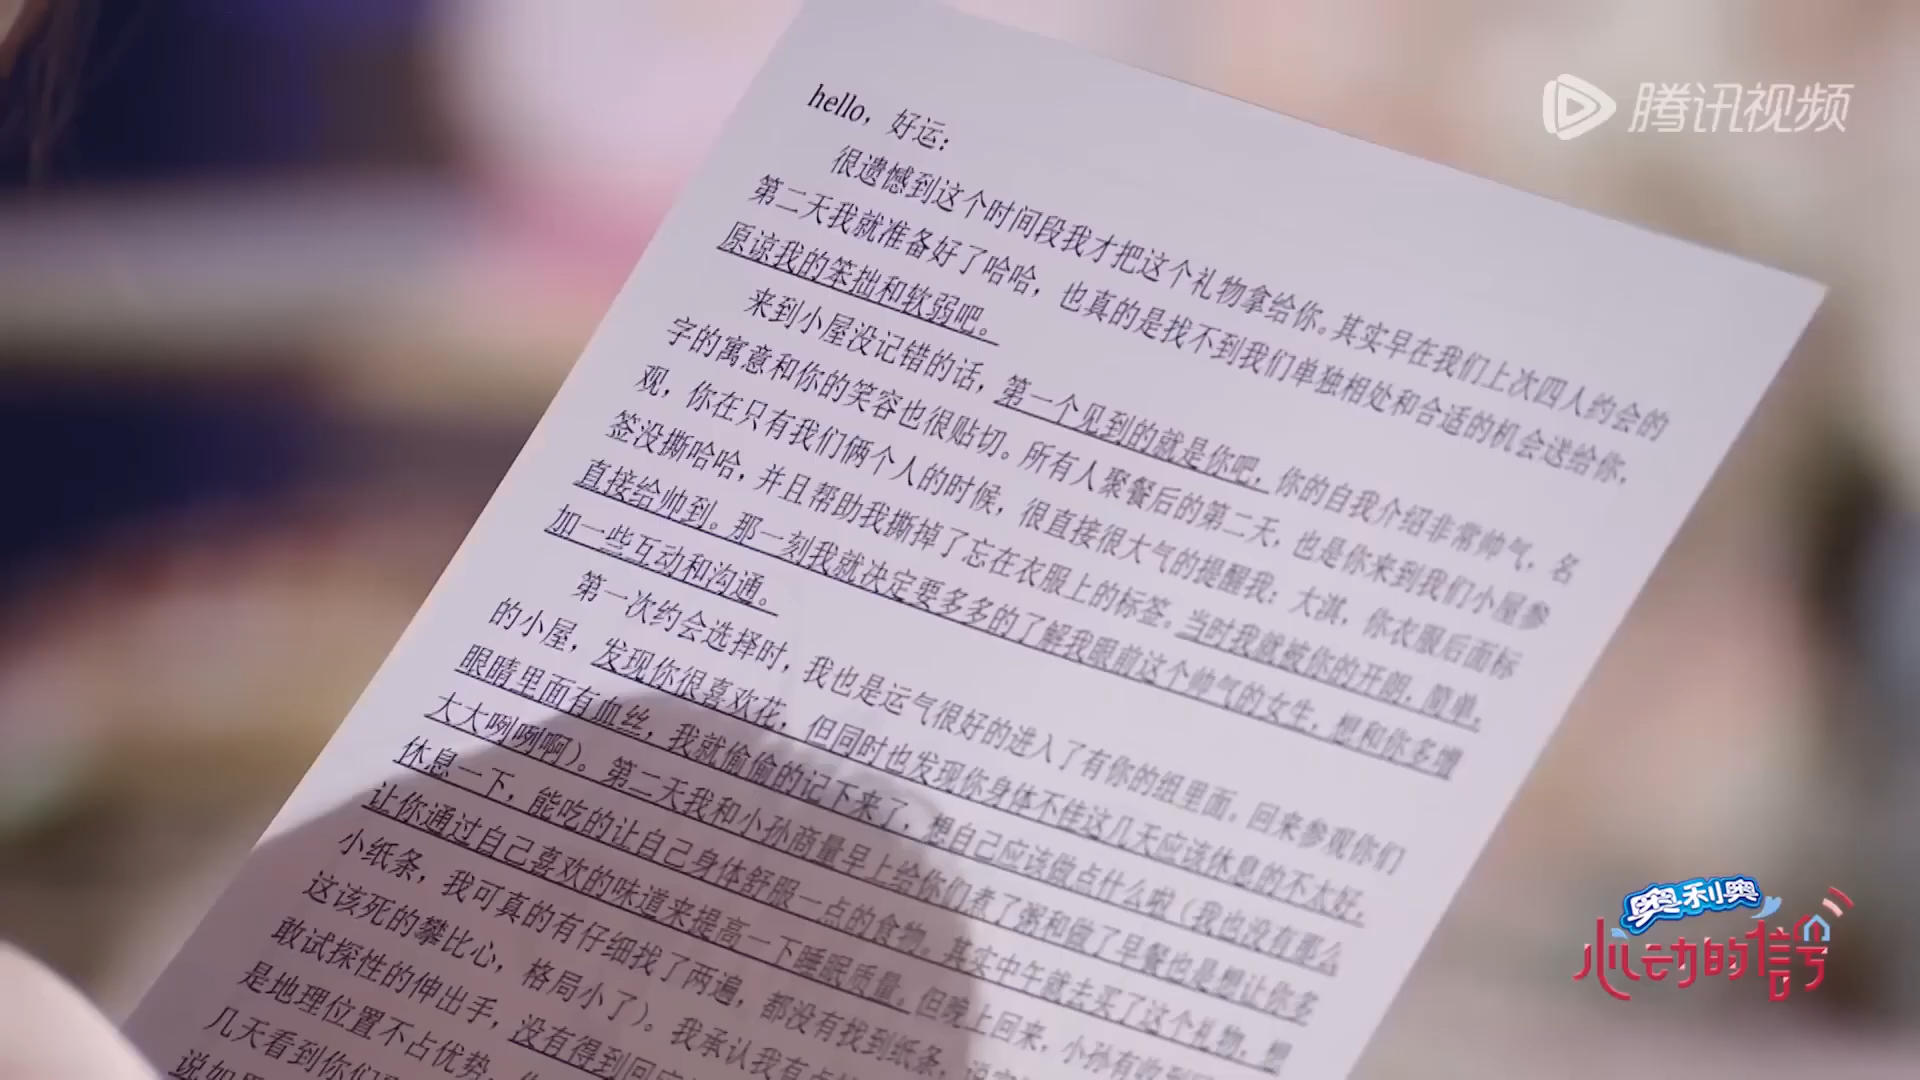 腾讯视频
hello，好运：
很遗憾到这个时间段我才把这个礼物拿给你。其实早在我们上次四人约会的
第二天我就准备好了哈哈，也真的是找不到我们单独相处和合适的机会送给你，
原谅我的笨拙和软弱吧。
来到小屋没记错的话，第一个见到的就是你吧，你的自我介绍非常帅气，名
字的寓意和你的笑容也很贴切。所有人聚餐后的第二天，也是你来到我们小屋参
观，你在只有我们俩个人的时候，很直接很大气的提醒我：大淇，你衣服后面标
签没撕哈哈，并且帮助我撕掉了忘在衣服上的标签。当时我就被你的开朗，简单，
直接给帅到。那一刻我就决定要多多的了解我眼前这个帅气的女生，想和你多增
加一些互动和沟通。
第一次约会选择时，我也是运气很好的进入了有你的组里面，回来参观你们
的小屋，发现你很喜欢花，但同时也发现你身体不佳这几天应该休息的不太好，
眼睛里面有血丝，我就偷偷的记下来了，想自己应该做点什么啦（我也没有那么
大大咧咧啊）。第二天我和小孙商量早上给你们煮了粥和做了早餐也是想让你多
休息一下，能吃的让自己身体舒服一点的食物。其实中午就去买了这个礼物，想
让你通过自己喜欢的味道来提高一下睡眠质量。但晚上回来，小孙有收到
小纸条，我可真的有仔细找了两遍，都没有找到纸条，
这该死的攀比心，格局小了）。我承认我有点
敢试探性的伸出手，没有得到回应
是地理位置不占优势，
几天看到你们
说如果
奥利奥
心动的信号